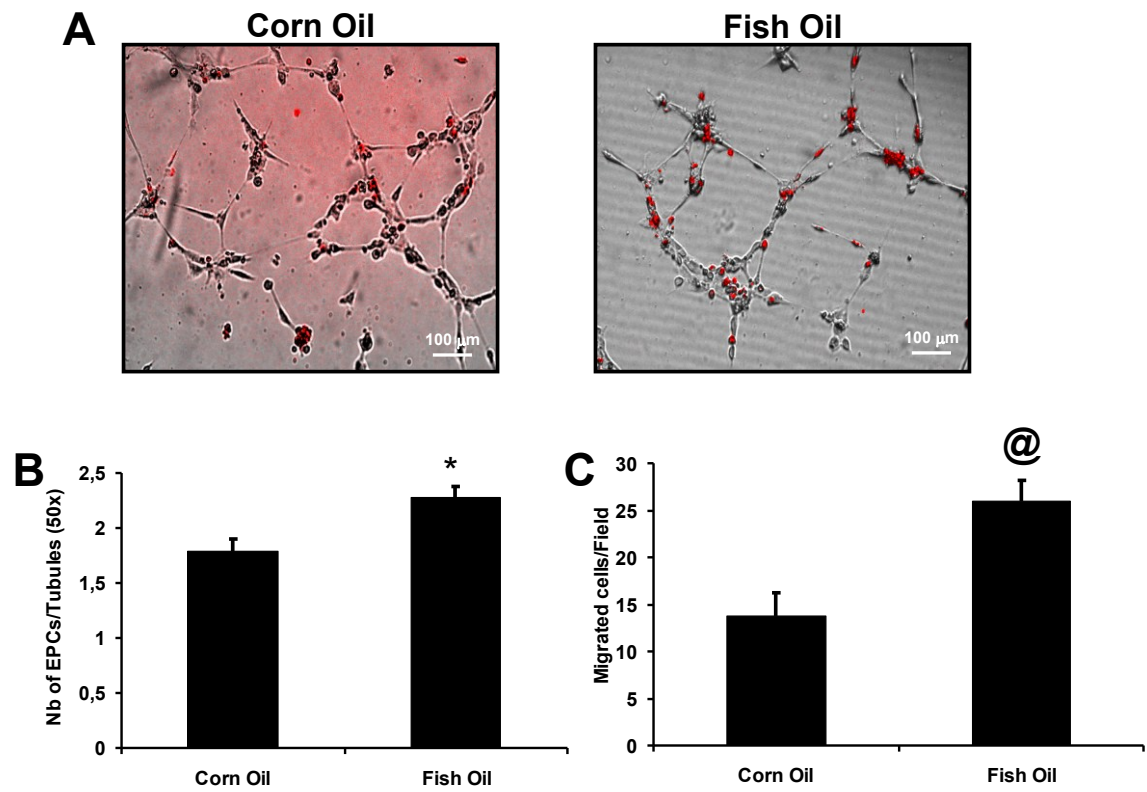 A
Corn Oil
Fish Oil
100 μm
100 μm
B
*
Nb of EPCs/Tubules (50x)
2,5
2
1,5
1
0,5
0
Corn Oil
Fish Oil
C
@
Migrated cells/Field
30
25
20
15
10
5
0
Corn Oil
Fish Oil